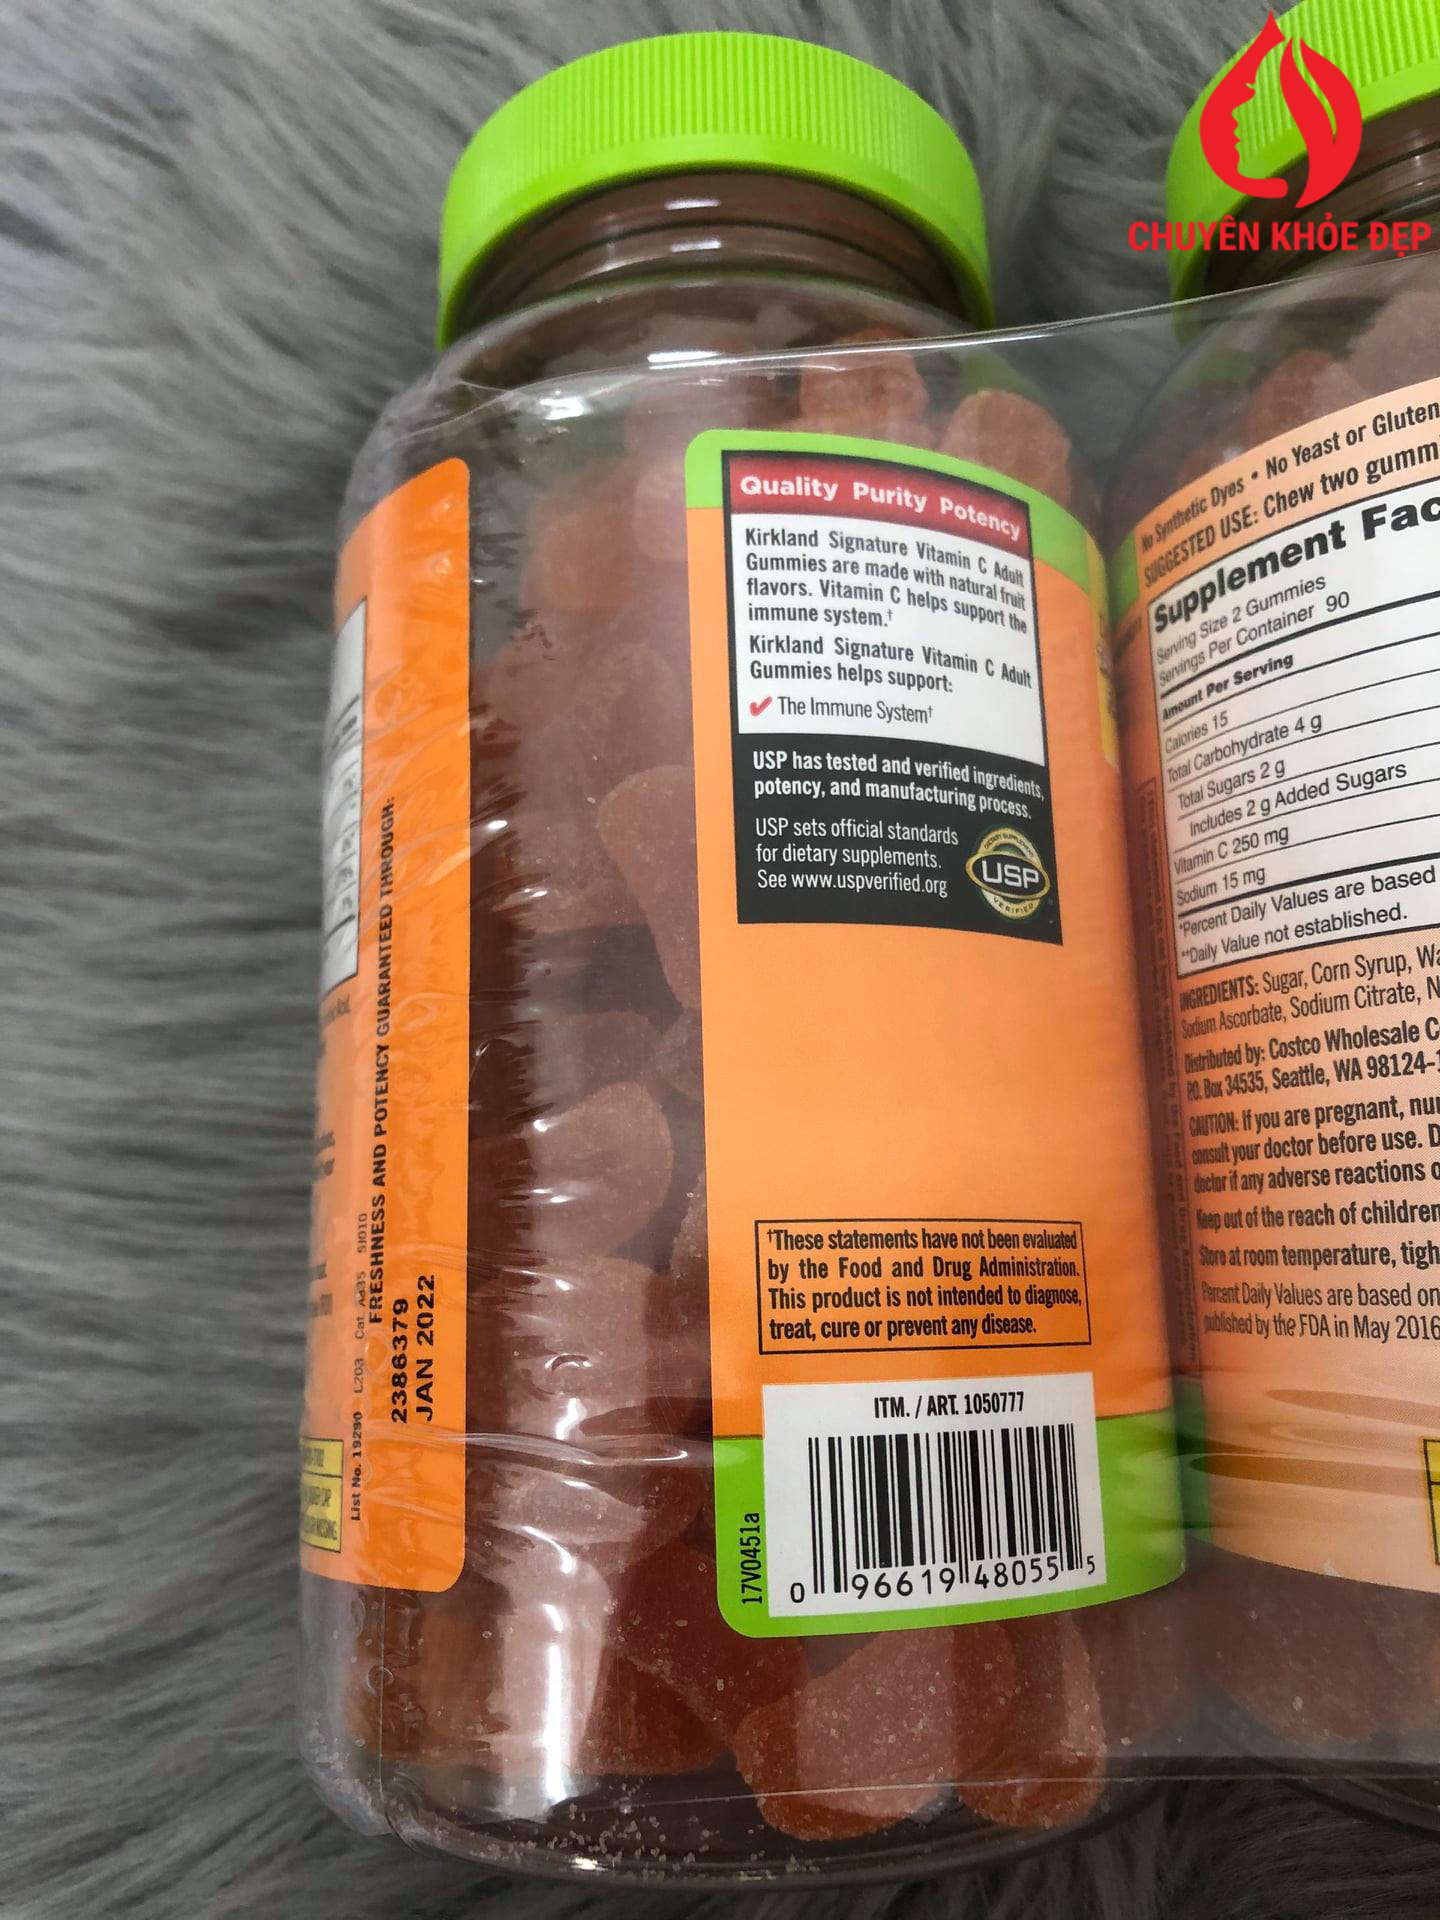 CHUYÊN KHỎE ĐẸP
Quality Purity Potency
Kirkland Signature Vitamin C Adult
Gummies are made with natural fruit
flavors. Vitamin C helps support the
immune system.†
Kirkland Signature Vitamin C Adult
Gummies helps support:
The Immune System†
USP has tested and verified ingredients,
potency, and manufacturing process.
USP sets official standards
for dietary supplements.
See www.uspverified.org
DIETARY SUPPLEMENT
USP
VERIFIED
†These statements have not been evaluated
by the Food and Drug Administration.
This product is not intended to diagnose,
treat, cure or prevent any disease.
ITM. / ART. 1050777
0 96619 48055 5
17V0451a
List No. 19290 L203 Cat. 5I010
FRESHNESS AND POTENCY GUARANTEED THROUGH:
2386379
JAN 2022
No Synthetic Dyes • No Yeast or Gluten
SUGGESTED USE: Chew two
Supplement
Serving Size 2 Gummies
Servings Per Container 90
Amount Per Serving
Calories 15
Total Carbohydrate 4 g
Total Sugars 2 g
Includes 2 g Added Sugars
Vitamin C 250 mg
Sodium 15 mg
*Percent Daily Values are based
**Daily Value not established.
INGREDIENTS: Sugar, Corn Syrup,
Sodium Ascorbate, Sodium Citrate,
Distributed by: Costco Wholesale
P.O. Box 34535, Seattle, WA 98124-
CAUTION: If you are pregnant,
consult your doctor before use.
doctor if any adverse reactions
Keep out of the reach of children
Store at room temperature,
Percent Daily Values are based on
published by the FDA in May 2016